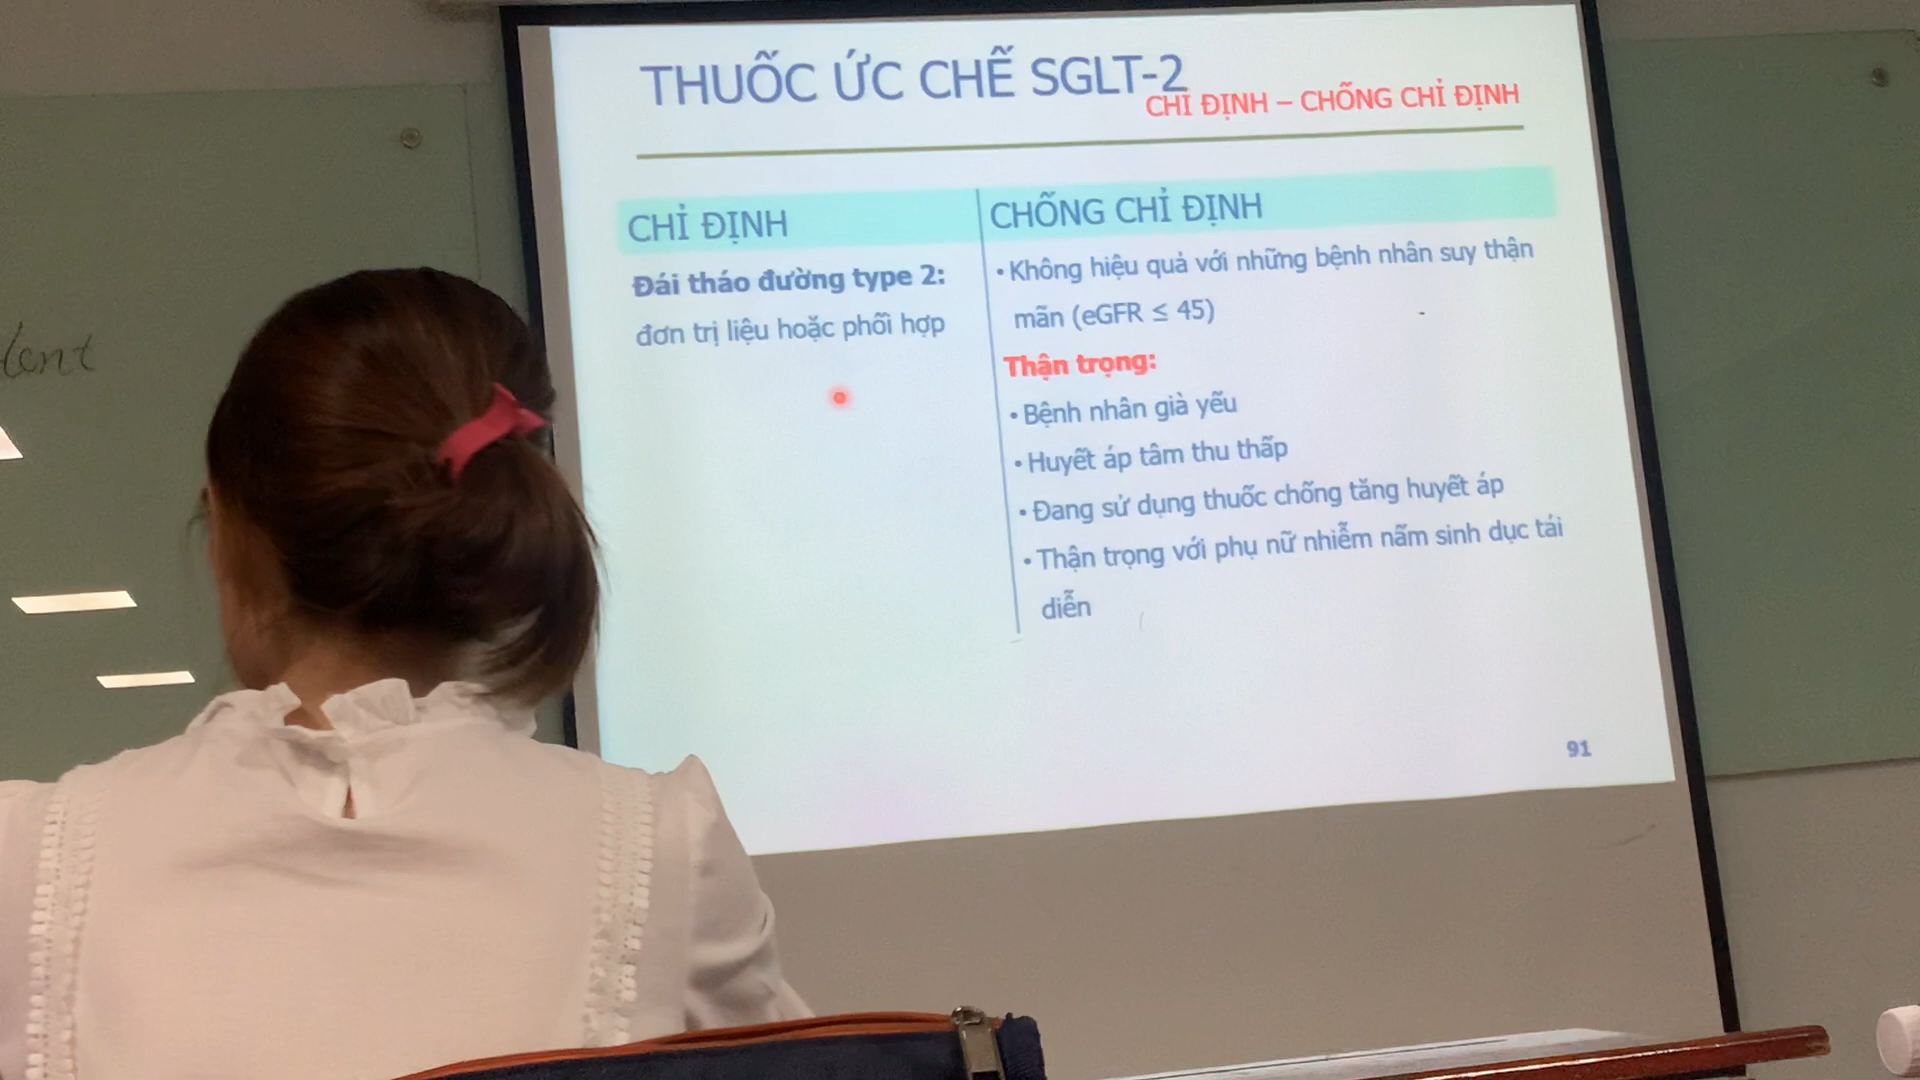 THUỐC ỨC CHẾ SGLT-2
CHỈ ĐỊNH – CHỐNG CHỈ ĐỊNH
CHỈ ĐỊNH
Đái tháo đường type 2:
đơn trị liệu hoặc phối hợp
CHỐNG CHỈ ĐỊNH
• Không hiệu quả với những bệnh nhân suy thận
mãn (eGFR ≤ 45)
Thận trọng:
• Bệnh nhân già yếu
• Huyết áp tâm thu thấp
• Đang sử dụng thuốc chống tăng huyết áp
• Thận trọng với phụ nữ nhiễm nấm sinh dục tái
diễn
91